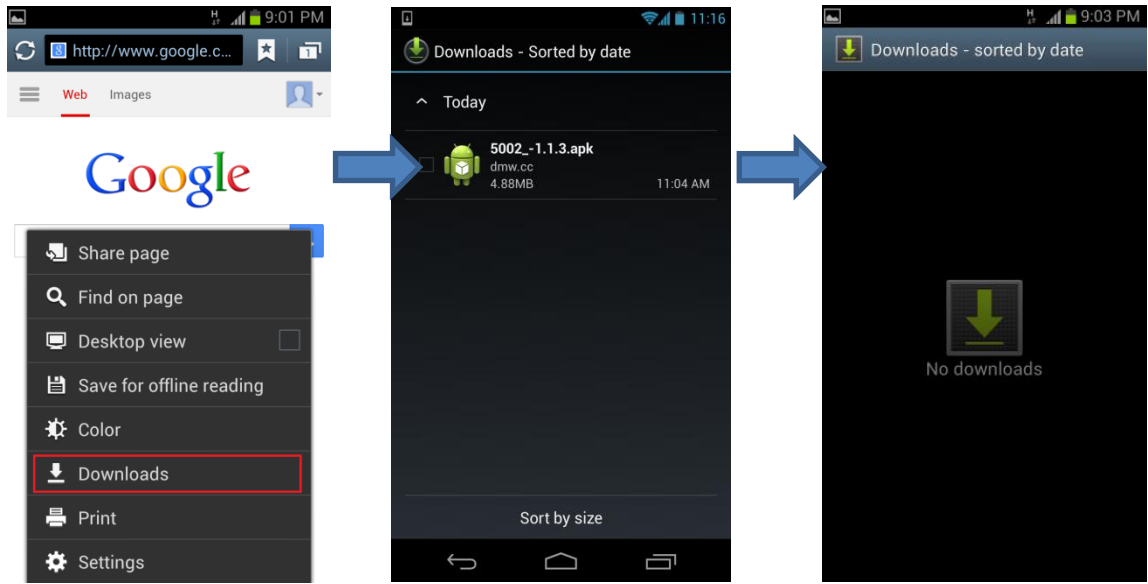 H 9:01 PM
8 http://www.google.c... 1
Web Images
Google
Share page
Find on page
Desktop view
Save for offline reading
Color
Downloads
Print
Settings
11:16
Downloads - Sorted by date
Today
5002_-1.1.3.apk
dmw.cc
4.88MB 11:04 AM
Sort by size
H 9:03 PM
Downloads - sorted by date
No downloads